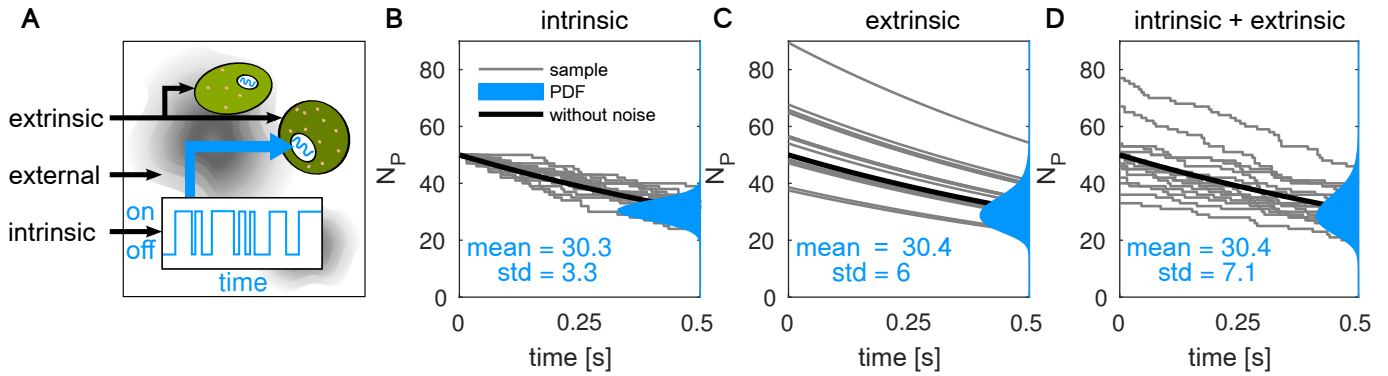 A
extrinsic
external
intrinsic
on
off
time
B
intrinsic
N_P
80
60
40
20
0
sample
PDF
without noise
mean = 30.3
std = 3.3
0
0.25
0.5
time [s]
C
extrinsic
N_P
80
60
40
20
0
mean = 30.4
std = 6
0
0.25
0.5
time [s]
D
intrinsic + extrinsic
N_P
80
60
40
20
0
mean = 30.4
std = 7.1
0
0.25
0.5
time [s]